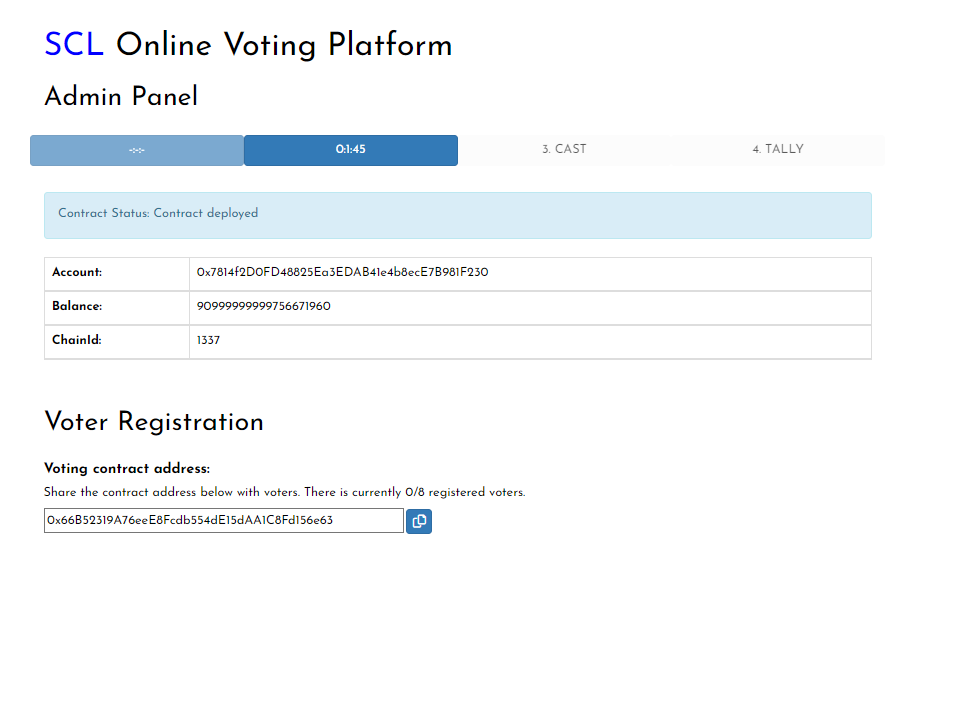 SCL Online Voting Platform
Admin Panel
-:-:- 0:1:45 3. CAST 4. TALLY
Contract Status: Contract deployed
Account: 0x7814f2D0FD48825Ea3EDAB41e4b8ecE7B981F230
Balance: 90999999999756671960
ChainId: 1337
Voter Registration
Voting contract address:
Share the contract address below with voters. There is currently 0/8 registered voters.
0x66B52319A76eeE8Fcdb554dE15dAA1C8Fd156e63